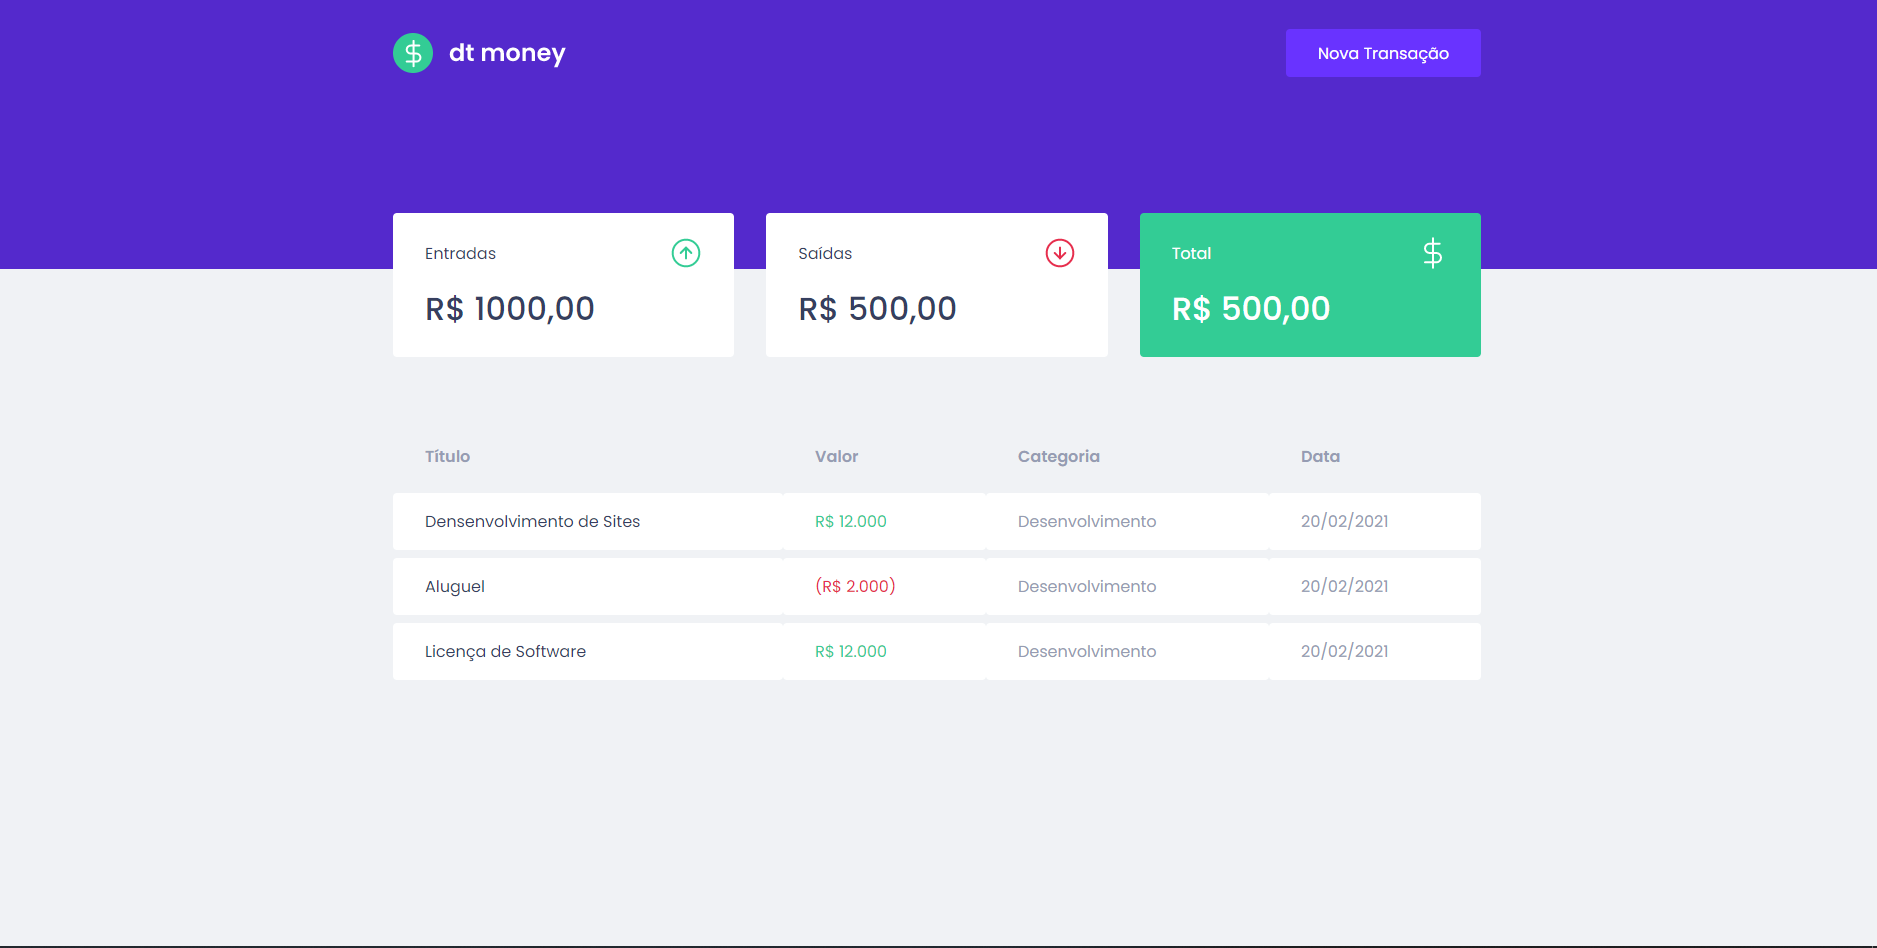 dt money
Nova Transação
Entradas
R$ 1000,00
Saídas
R$ 500,00
Total
R$ 500,00
Título Valor Categoria Data
Densenvolvimento de Sites R$ 12.000 Desenvolvimento 20/02/2021
Aluguel (R$ 2.000) Desenvolvimento 20/02/2021
Licença de Software R$ 12.000 Desenvolvimento 20/02/2021